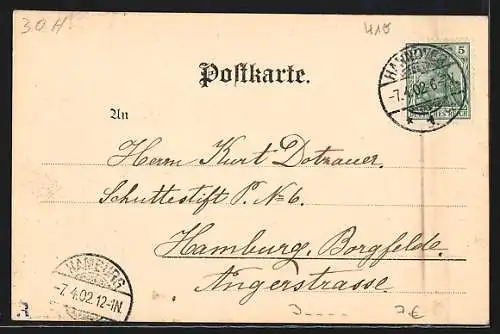 30 H.
410
5
HANNOVER
-7.4.02.6-7N.
* 1.
Postkarte.
An
Herrn Kurt Dotzauer,
Schuttestift P. No 6.
Hamburg, Borgfelde.
Angerstrasse.
HAMBURG
-7.4.02.12-1N.
R
7€